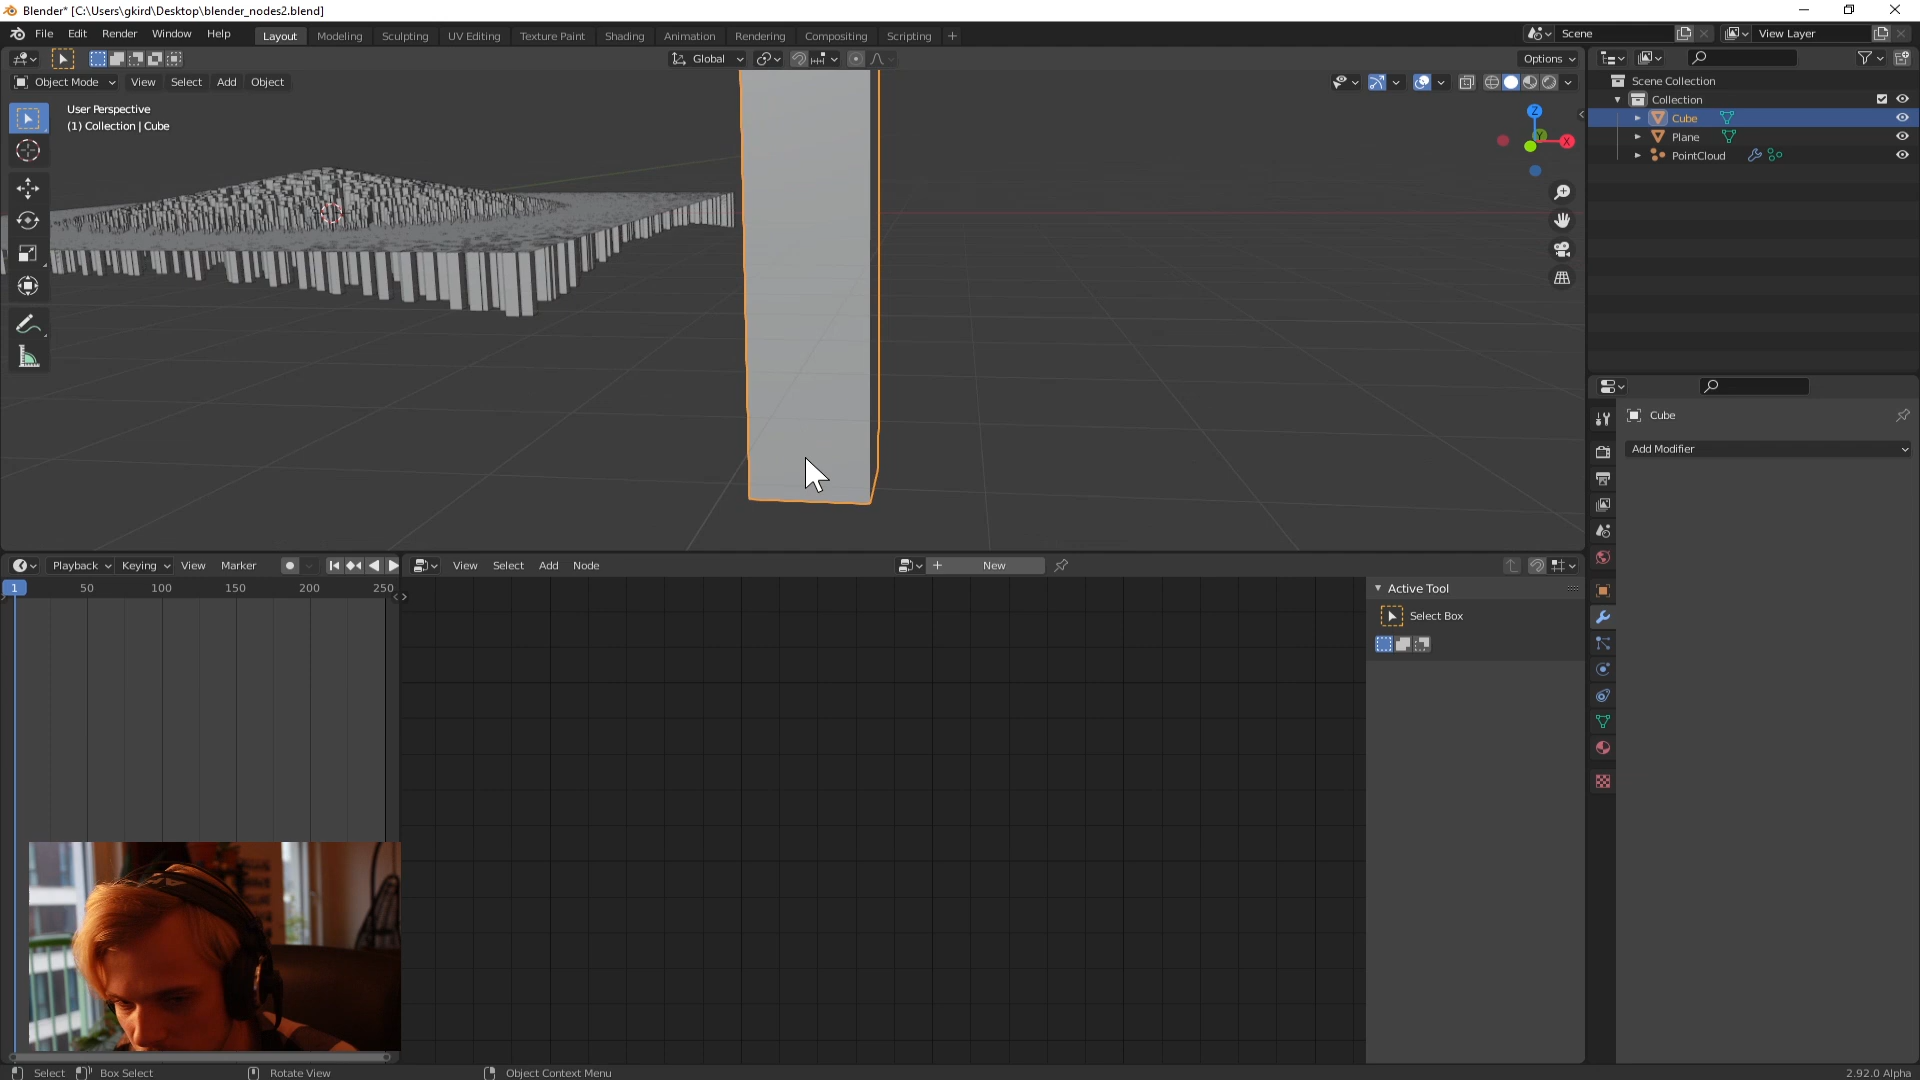 Blender* [C:\Users\gkird\Desktop\blender_nodes2.blend]
File Edit Render Window Help Layout Modeling Sculpting UV Editing Texture Paint Shading Animation Rendering Compositing Scripting + Scene View Layer
Global Options
Object Mode View Select Add Object
User Perspective
(1) Collection | Cube
Z
Y
X
Scene Collection
Collection
Cube
Plane
PointCloud
Cube
Add Modifier
Playback Keying View Marker
View Select Add Node + New
1 50 100 150 200 250
Active Tool
Select Box
Select Box Select Rotate View Object Context Menu 2.92.0 Alpha